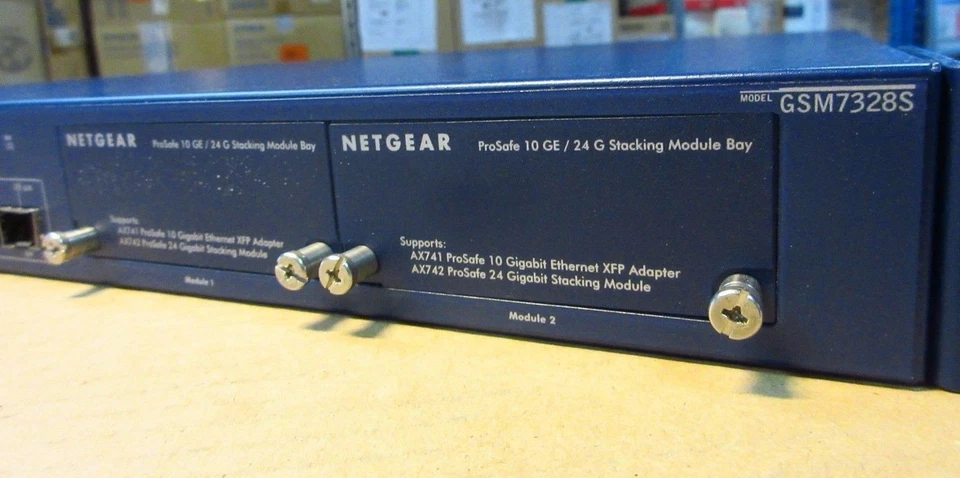 MODEL GSM7328S
NETGEAR ProSafe 10 GE / 24 G Stacking Module Bay
Supports:
AX741 ProSafe 10 Gigabit Ethernet XFP Adapter
AX742 ProSafe 24 Gigabit Stacking Module
Module 1
NETGEAR ProSafe 10 GE / 24 G Stacking Module Bay
Supports:
AX741 ProSafe 10 Gigabit Ethernet XFP Adapter
AX742 ProSafe 24 Gigabit Stacking Module
Module 2